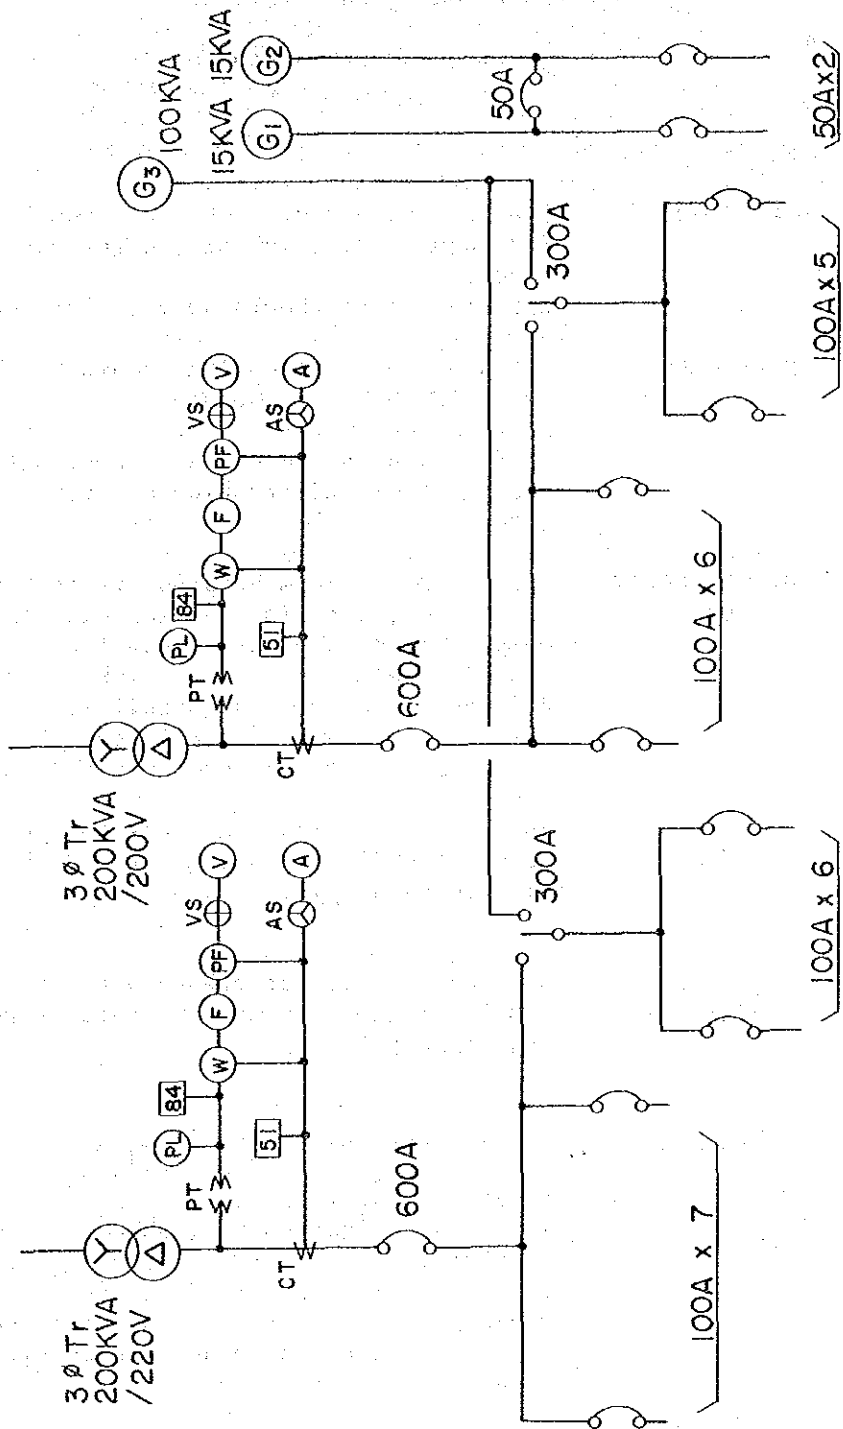 3ø Tr
200KVA
/220V
PT
PL
84
W
F
PF
VS
V
CT
51
AS
A
600A
100A x 7
300A
100A x 6
3ø Tr
200KVA
/200V
PT
PL
84
W
F
PF
VS
V
CT
51
AS
A
600A
100A x 6
300A
100A x 5
G3
100KVA
G1
15KVA
G2
15KVA
50A
50A x 2
Y
Δ
Y
Δ